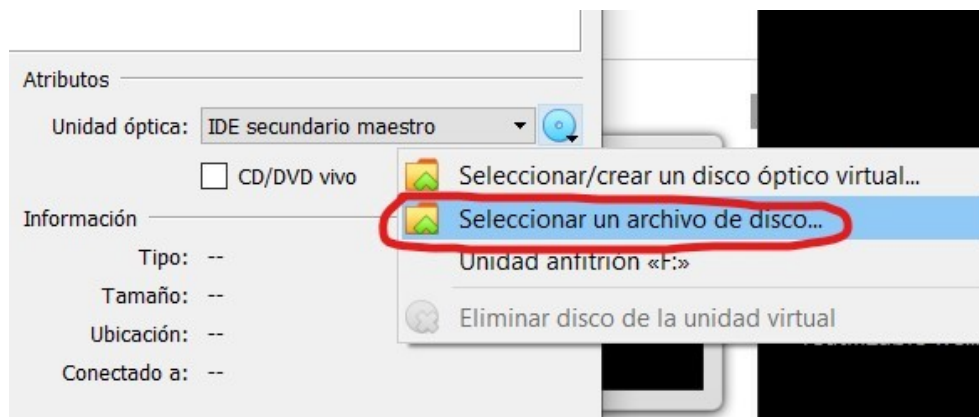 Atributos
Unidad óptica: IDE secundario maestro
CD/DVD vivo
Seleccionar/crear un disco óptico virtual...
Información
Seleccionar un archivo de disco...
Tipo: --
Unidad anfitrión «F:»
Tamaño: --
Eliminar disco de la unidad virtual
Ubicación: --
Conectado a: --